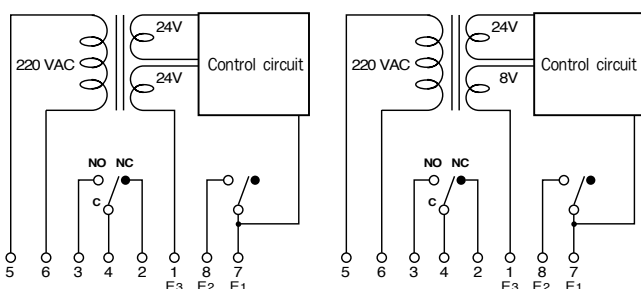 24V
24V
220 VAC
Control circuit
24V
8V
220 VAC
Control circuit
NO NC
C
NO NC
C
5 6 3 4 2 1 8 7
E3 E2 E1
5 6 3 4 2 1 8 7
E3 E2 E1